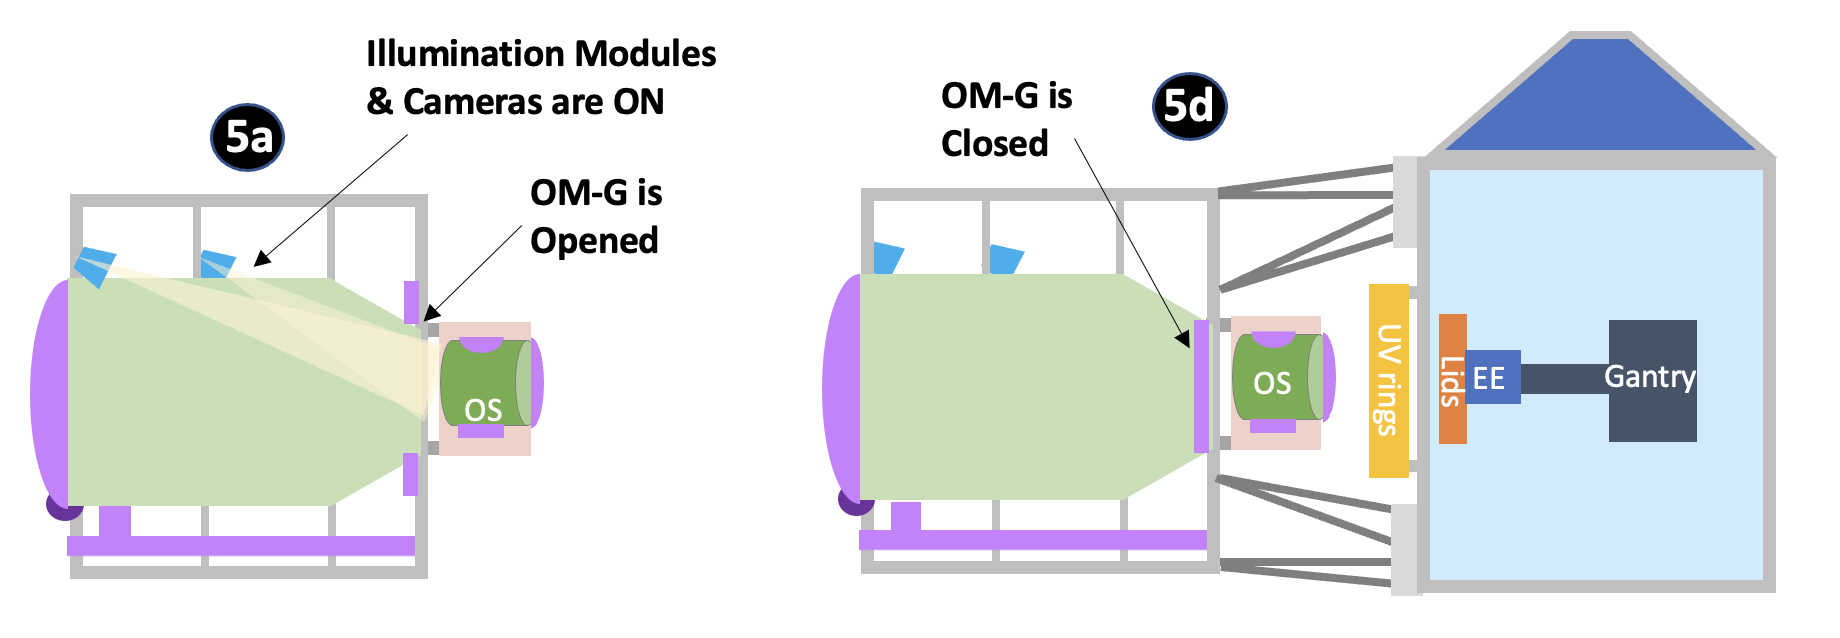 5a
Illumination Modules
& Cameras are ON
OM-G is
Opened
OS
5d
OM-G is
Closed
OS
UV rings
Lids
EE
Gantry